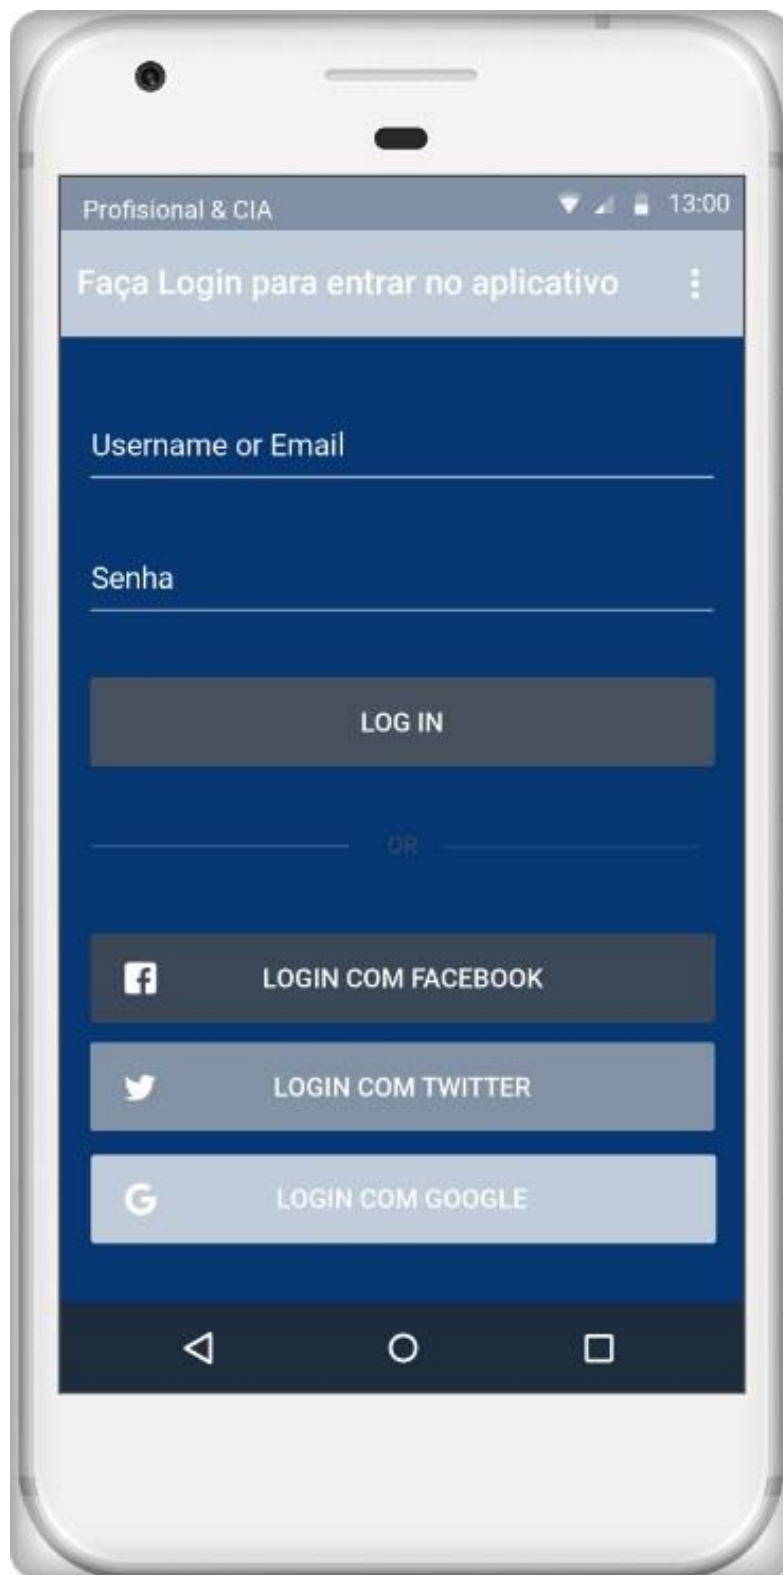 Profisional & CIA
13:00
Faça Login para entrar no aplicativo
Username or Email
Senha
LOG IN
OR
LOGIN COM FACEBOOK
LOGIN COM TWITTER
LOGIN COM GOOGLE